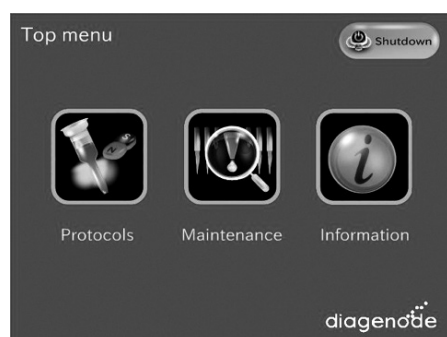 Top menu
Shutdown
Protocols
Maintenance
Information
diagenode